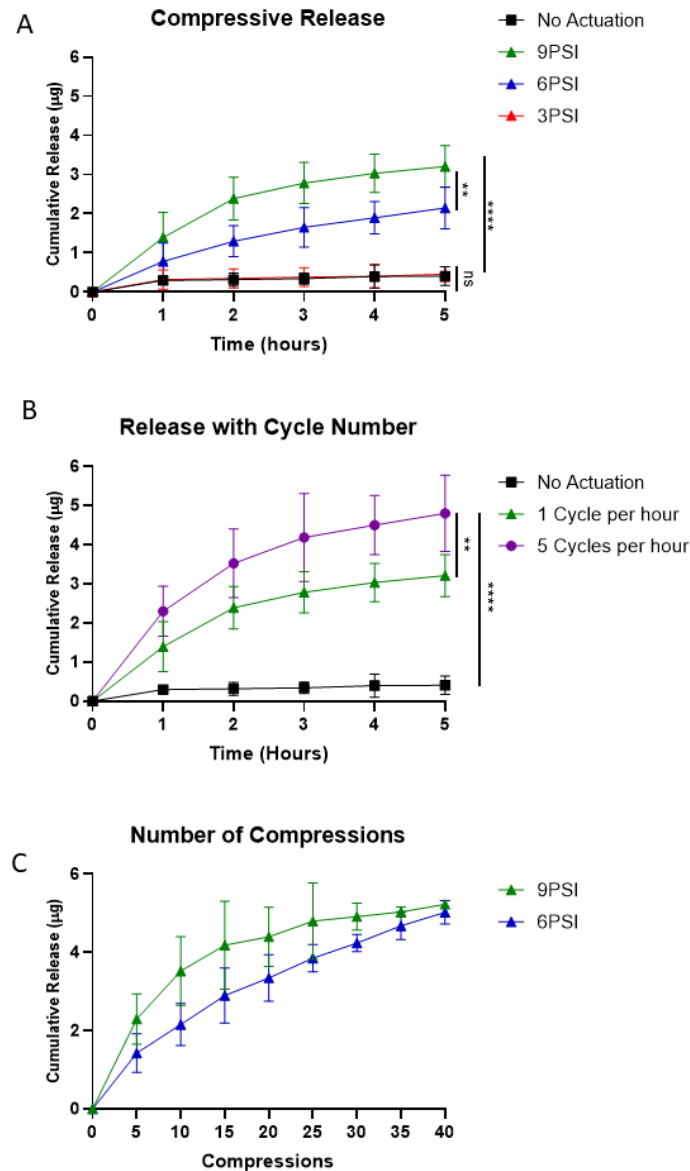 A
Compressive Release
No Actuation
9PSI
6PSI
3PSI
6
5
4
3
2
1
0
Cumulative Release (µg)
**
****
ns
0 1 2 3 4 5
Time (hours)
B
Release with Cycle Number
No Actuation
1 Cycle per hour
5 Cycles per hour
6
5
4
3
2
1
0
Cumulative Release (µg)
**
****
0 1 2 3 4 5
Time (Hours)
Number of Compressions
C
9PSI
6PSI
6
4
2
0
Cumulative Release (µg)
0 5 10 15 20 25 30 35 40
Compressions